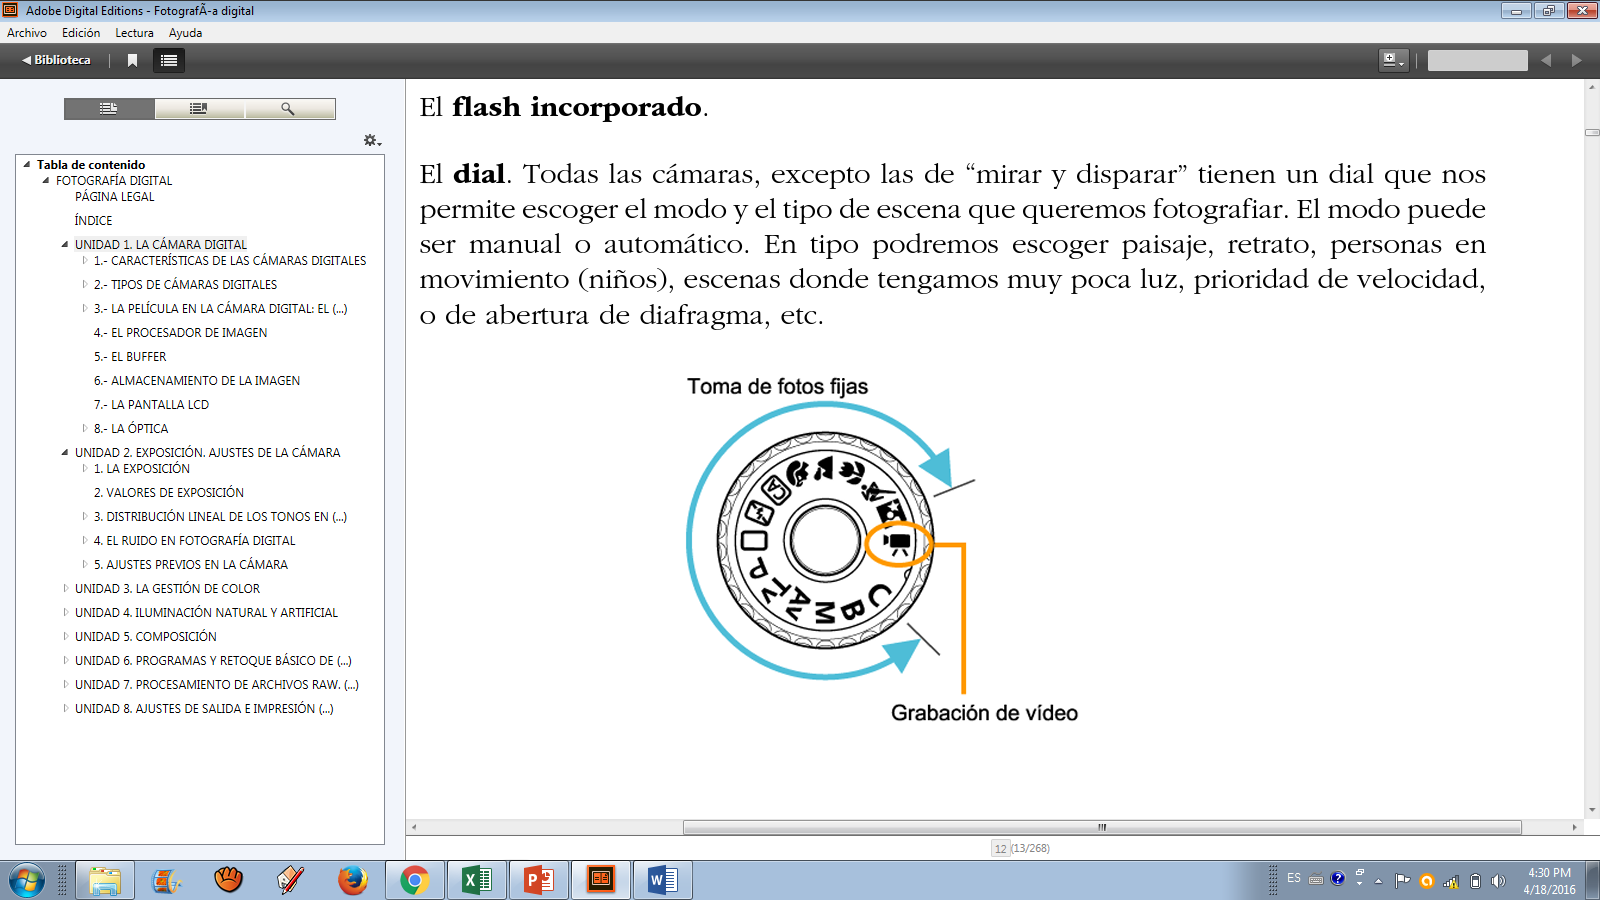 Adobe Digital Editions - FotografÃ-a digital
Archivo Edición Lectura Ayuda
◀ Biblioteca
Tabla de contenido
FOTOGRAFÍA DIGITAL
PÁGINA LEGAL
ÍNDICE
UNIDAD 1. LA CÁMARA DIGITAL
1.- CARACTERÍSTICAS DE LAS CÁMARAS DIGITALES
2.- TIPOS DE CÁMARAS DIGITALES
3.- LA PELÍCULA EN LA CÁMARA DIGITAL: EL (...)
4.- EL PROCESADOR DE IMAGEN
5.- EL BUFFER
6.- ALMACENAMIENTO DE LA IMAGEN
7.- LA PANTALLA LCD
8.- LA ÓPTICA
UNIDAD 2. EXPOSICIÓN. AJUSTES DE LA CÁMARA
1. LA EXPOSICIÓN
2. VALORES DE EXPOSICIÓN
3. DISTRIBUCIÓN LINEAL DE LOS TONOS EN (...)
4. EL RUIDO EN FOTOGRAFÍA DIGITAL
5. AJUSTES PREVIOS EN LA CÁMARA
UNIDAD 3. LA GESTIÓN DE COLOR
UNIDAD 4. ILUMINACIÓN NATURAL Y ARTIFICIAL
UNIDAD 5. COMPOSICIÓN
UNIDAD 6. PROGRAMAS Y RETOQUE BÁSICO DE (...)
UNIDAD 7. PROCESAMIENTO DE ARCHIVOS RAW. (...)
UNIDAD 8. AJUSTES DE SALIDA E IMPRESIÓN (...)
El flash incorporado.
El dial. Todas las cámaras, excepto las de “mirar y disparar” tienen un dial que nos
permite escoger el modo y el tipo de escena que queremos fotografiar. El modo puede
ser manual o automático. En tipo podremos escoger paisaje, retrato, personas en
movimiento (niños), escenas donde tengamos muy poca luz, prioridad de velocidad,
o de abertura de diafragma, etc.
Toma de fotos fijas
CA
P
TV
AV
M
B
C
Grabación de vídeo
12 (13/268)
ES
4:30 PM
4/18/2016